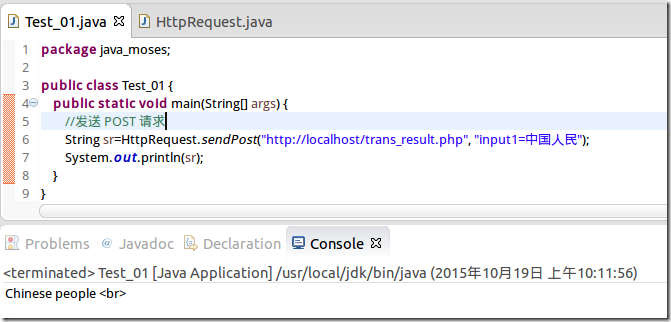 Test_01.java HttpRequest.java
1 package java_moses;
2
3 public class Test_01 {
4 public static void main(String[] args) {
5 //发送 POST 请求
6 String sr=HttpRequest.sendPost("http://localhost/trans_result.php", "input1=中国人民");
7 System.out.println(sr);
8 }
9 }
Problems @ Javadoc Declaration Console
<terminated> Test_01 [Java Application] /usr/local/jdk/bin/java (2015年10月19日 上午10:11:56)
Chinese people <br>